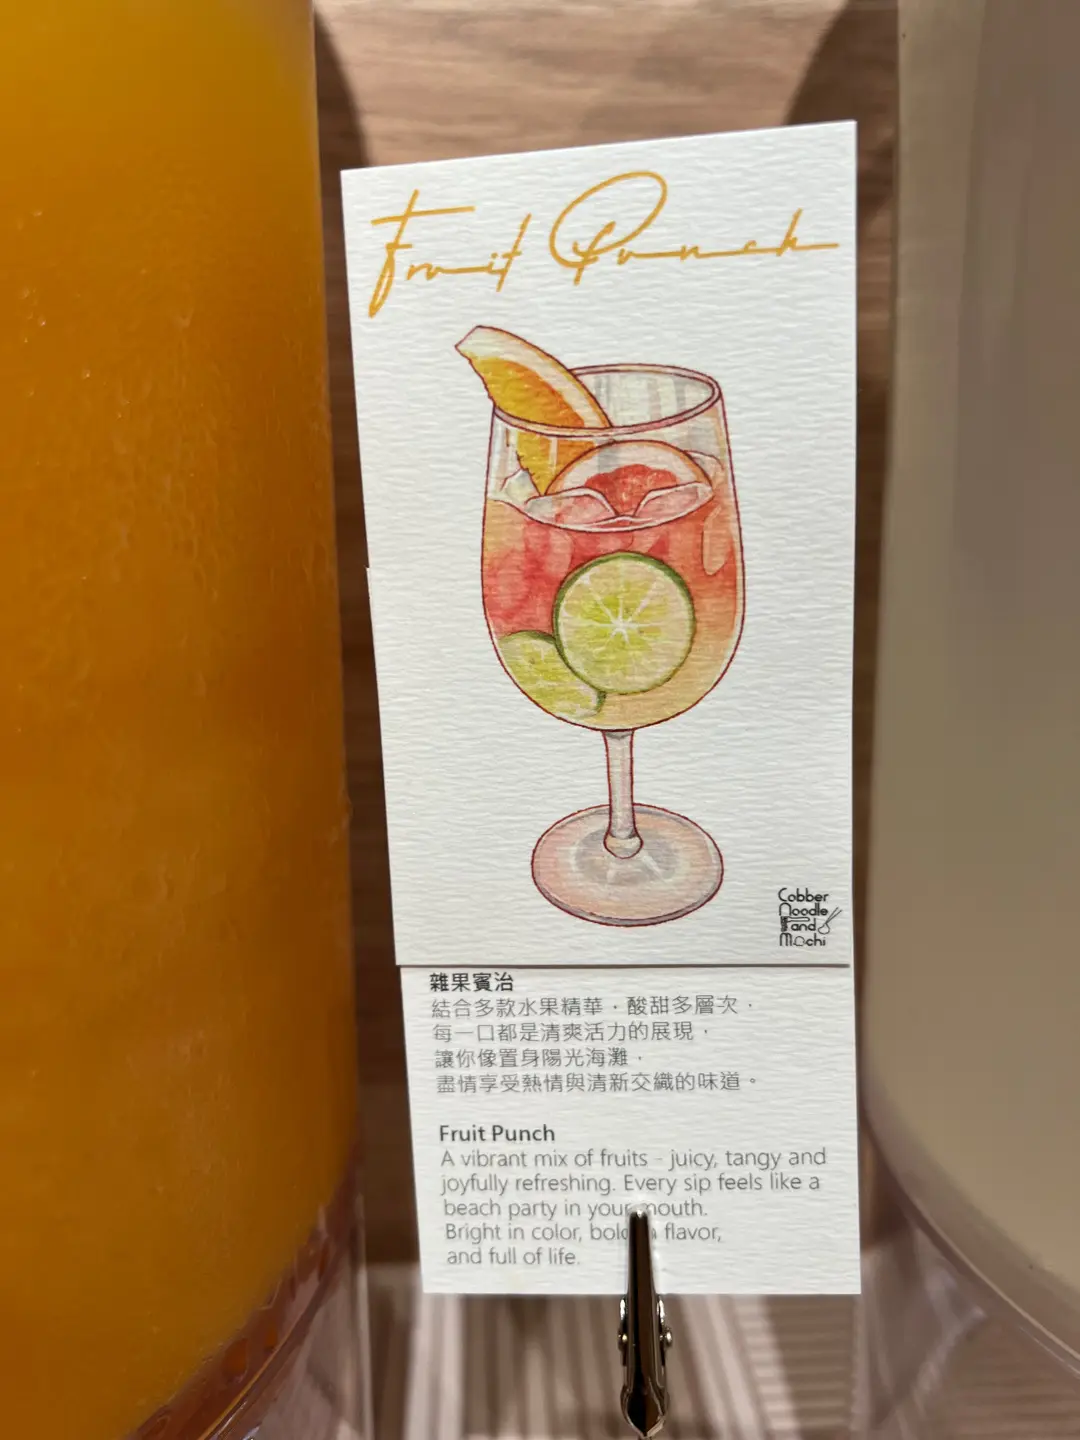 Fruit Punch
Cobber
Noodle
and
Mochi
雜果賓治
結合多款水果精華，酸甜多層次，
每一口都是清爽活力的展現，
讓你像置身陽光海灘，
盡情享受熱情與清新交織的味道。
Fruit Punch
A vibrant mix of fruits - juicy, tangy and
joyfully refreshing. Every sip feels like a
beach party in your mouth.
Bright in color, bold flavor,
and full of life.